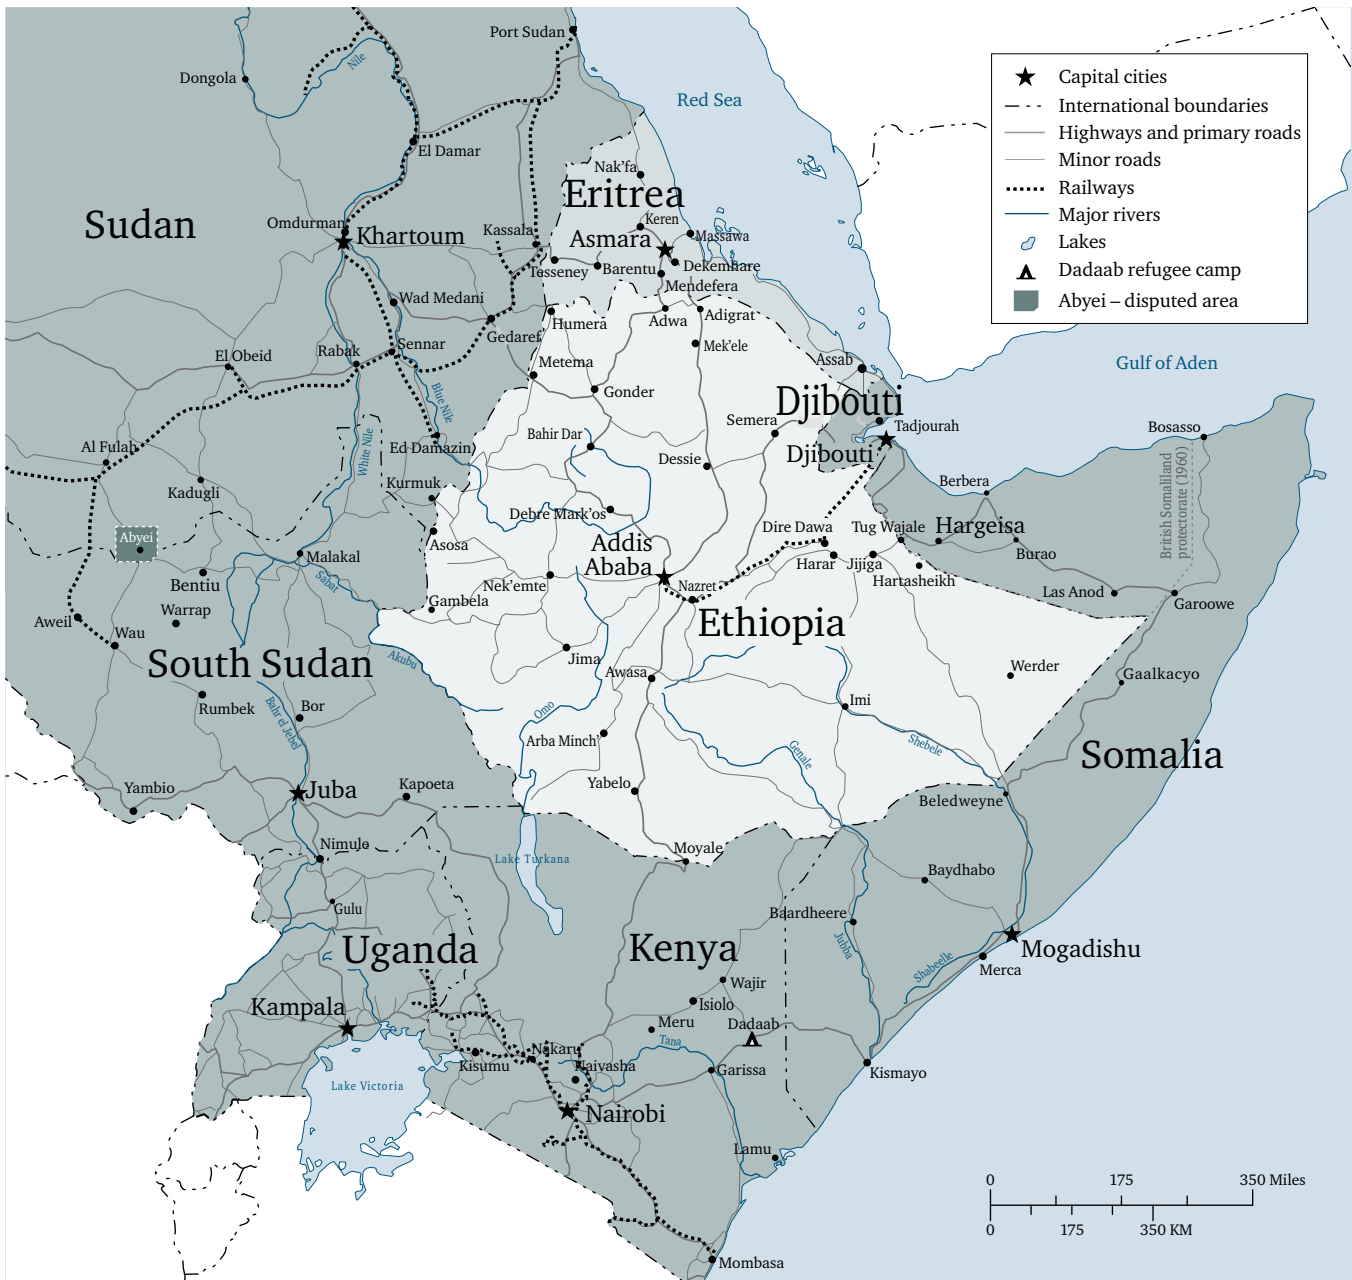 Port Sudan
Dongola
Nile
Red Sea
El Damar
Capital cities
International boundaries
Highways and primary roads
Minor roads
Railways
Major rivers
Lakes
Dadaab refugee camp
Abyei – disputed area
Nak'fa
Eritrea
Sudan
Omdurman
Khartoum
Kassala
Keren
Asmara
Massawa
Tesseney
Barentu
Dekemhare
Mendefera
Wad Medani
Humera
Adwa
Adigrat
Gedaref
Sennar
Rabak
El Obeid
Metema
Mek'ele
Assab
Gulf of Aden
Blue Nile
Gonder
Djibouti
Semera
Tadjourah
Bahir Dar
Djibouti
Bosasso
Al Fulah
White Nile
Ed Damazin
Dessie
Kadugli
Kurmuk
Berbera
British Somaliland
protectorate (1960)
Debre Mark'os
Dire Dawa
Tug Wajale
Hargeisa
Abyei
Asosa
Addis
Ababa
Burao
Malakal
Harar
Jijiga
Hartasheikh
Bentiu
Sabat
Nek'emte
Nazret
Las Anod
Garoowe
Warrap
Gambela
Aweil
Wau
Ethiopia
South Sudan
Akubu
Jima
Awasa
Werder
Gaalkacyo
Rumbek
Bahr el Jebel
Bor
Omo
Imi
Arba Minch'
Genale
Shebele
Somalia
Yambio
Juba
Kapoeta
Yabelo
Beledweyne
Nimule
Lake Turkana
Moyale
Baydhabo
Gulu
Baardheere
Jubba
Uganda
Kenya
Mogadishu
Shabeelle
Merca
Wajir
Isiolo
Kampala
Meru
Dadaab
Tana
Nakaru
Kisumu
Naivasha
Garissa
Kismayo
Lake Victoria
Nairobi
Lamu
0 175 350 Miles
0 175 350 KM
Mombasa